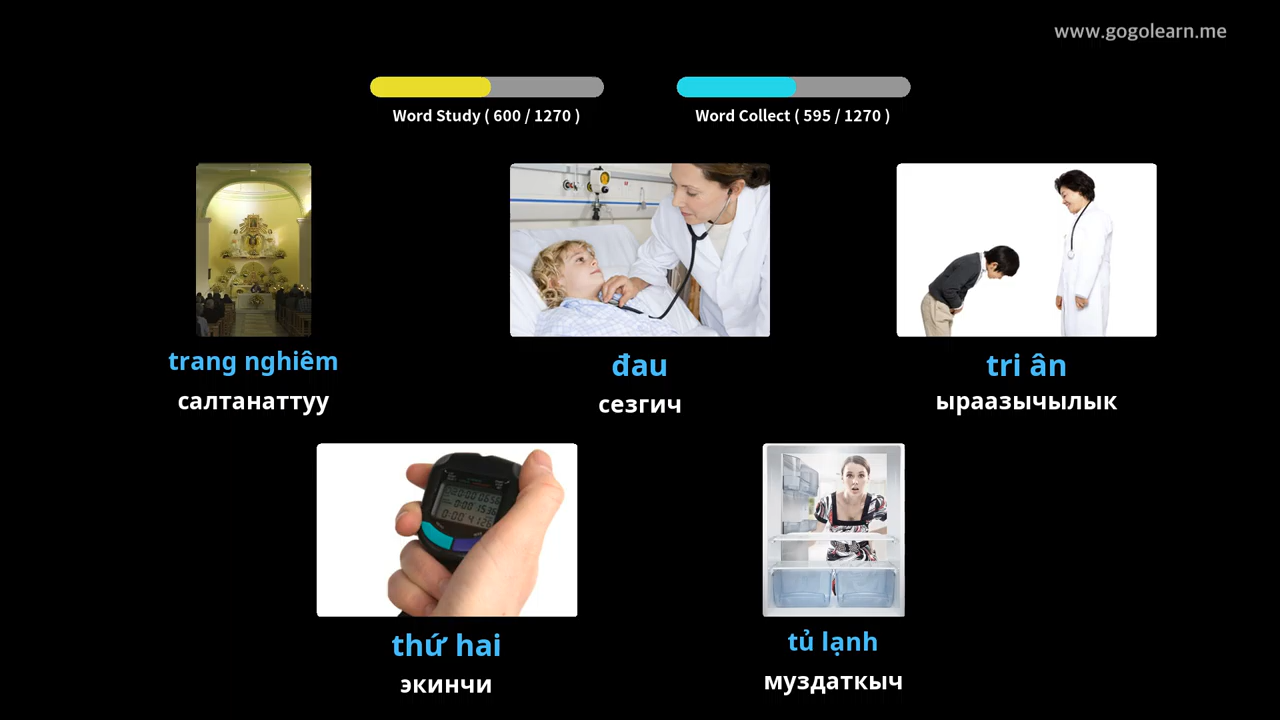 www.gogolearn.me
Word Study ( 600 / 1270 )
Word Collect ( 595 / 1270 )
trang nghiêm
салтанаттуу
đau
сезгич
tri ân
ыраазычылык
thứ hai
экинчи
tủ lạnh
муздаткыч